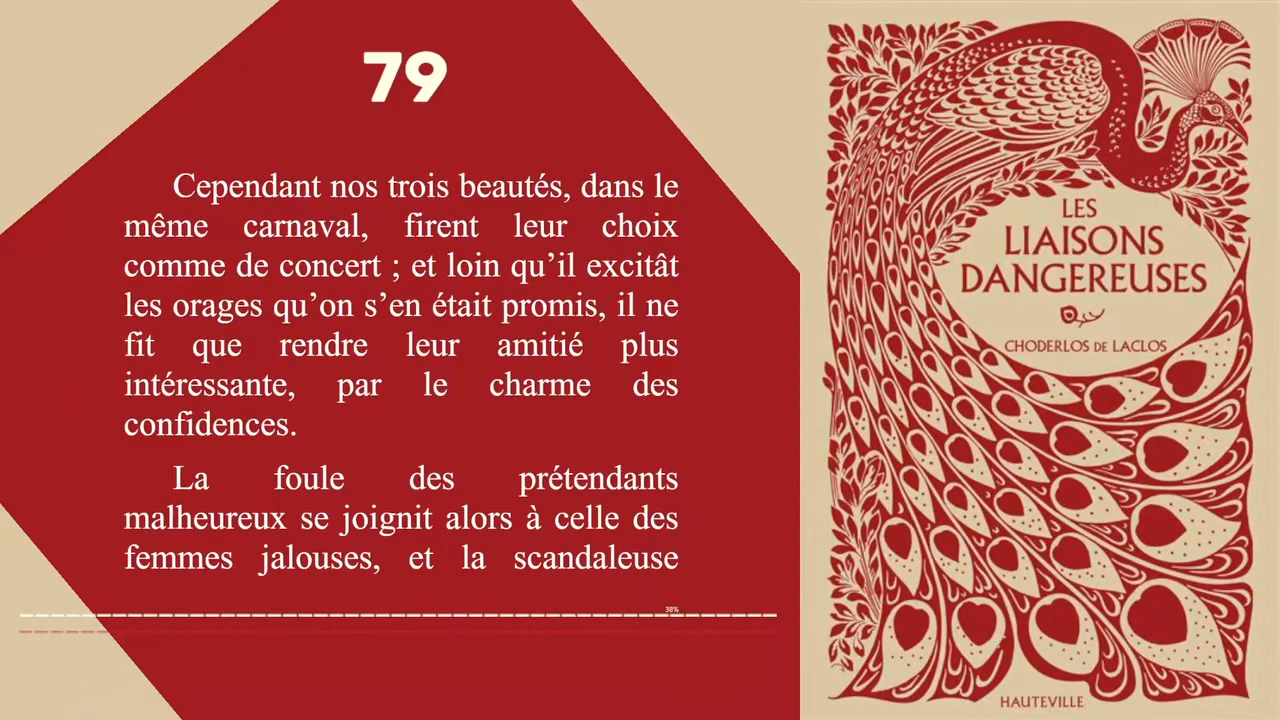 79
Cependant nos trois beautés, dans le
même carnaval, firent leur choix
comme de concert ; et loin qu’il excitât
les orages qu’on s’en était promis, il ne
fit que rendre leur amitié plus
intéressante, par le charme des
confidences.
La foule des prétendants
malheureux se joignit alors à celle des
femmes jalouses, et la scandaleuse
38%
LES
LIAISONS
DANGEREUSES
CHODERLOS DE LACLOS
HAUTEVILLE